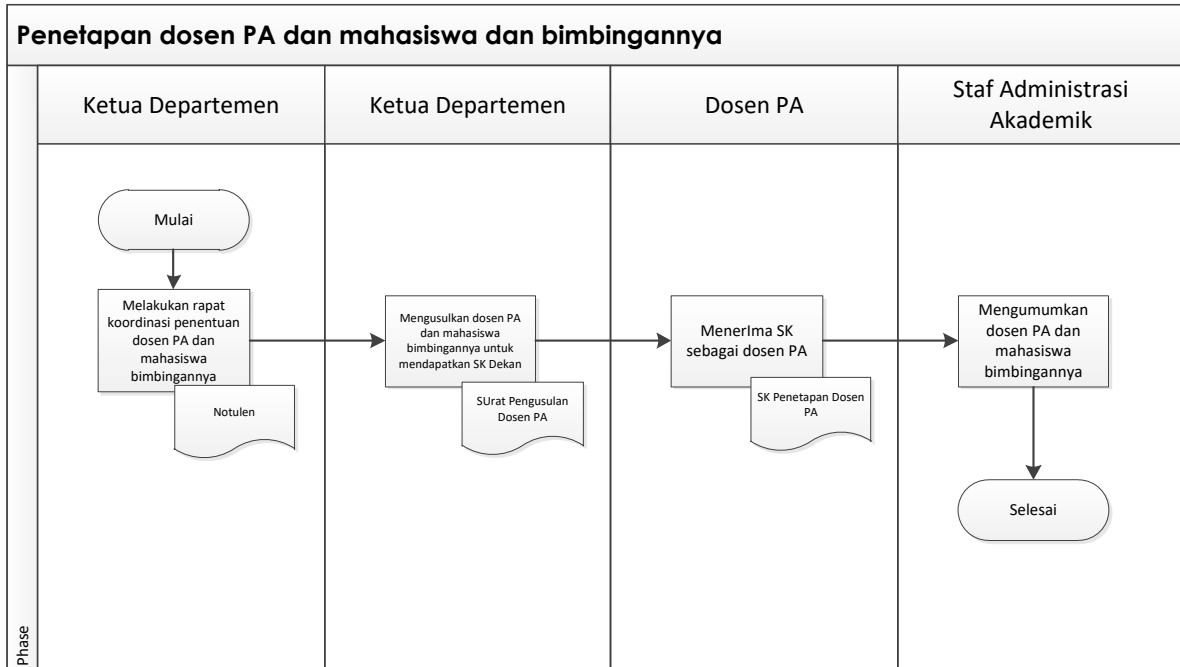 Penetapan dosen PA dan mahasiswa dan bimbingannya
Ketua Departemen
Ketua Departemen
Dosen PA
Staf Administrasi
Akademik
Mulai
Melakukan rapat
koordinasi penentuan
dosen PA dan
mahasiswa
bimbingannya
Notulen
Mengusulkan dosen PA
dan mahasiswa
bimbingannya untuk
mendapatkan SK Dekan
SUrat Pengusulan
Dosen PA
MenerIma SK
sebagai dosen PA
SK Penetapan Dosen
PA
Mengumumkan
dosen PA dan
mahasiswa
bimbingannya
Selesai
Phase